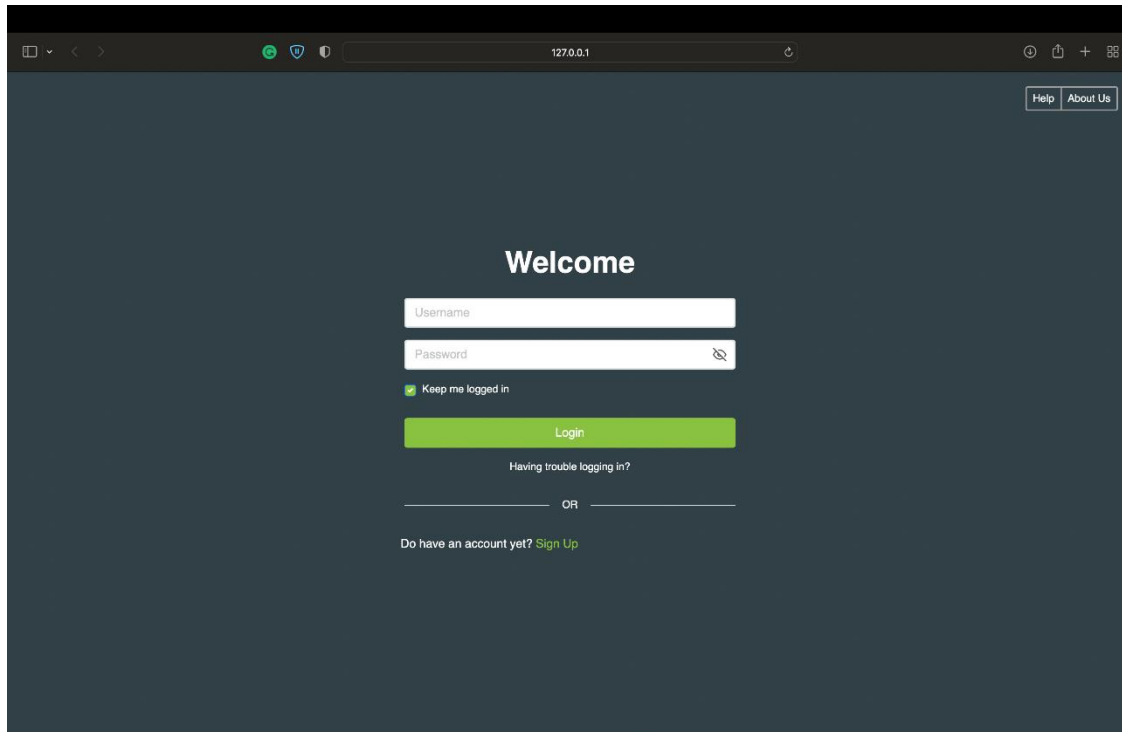 127.0.0.1
Help About Us
Welcome
Username
Password
Keep me logged in
Login
Having trouble logging in?
OR
Do have an account yet? Sign Up